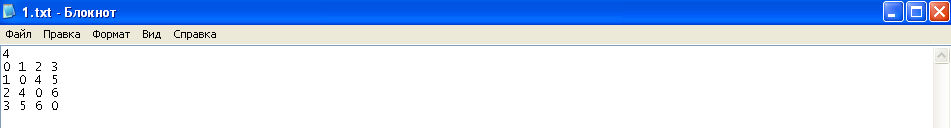 1.txt - Блокнот
Файл Правка Формат Вид Справка
4
0 1 2 3
1 0 4 5
2 4 0 6
3 5 6 0